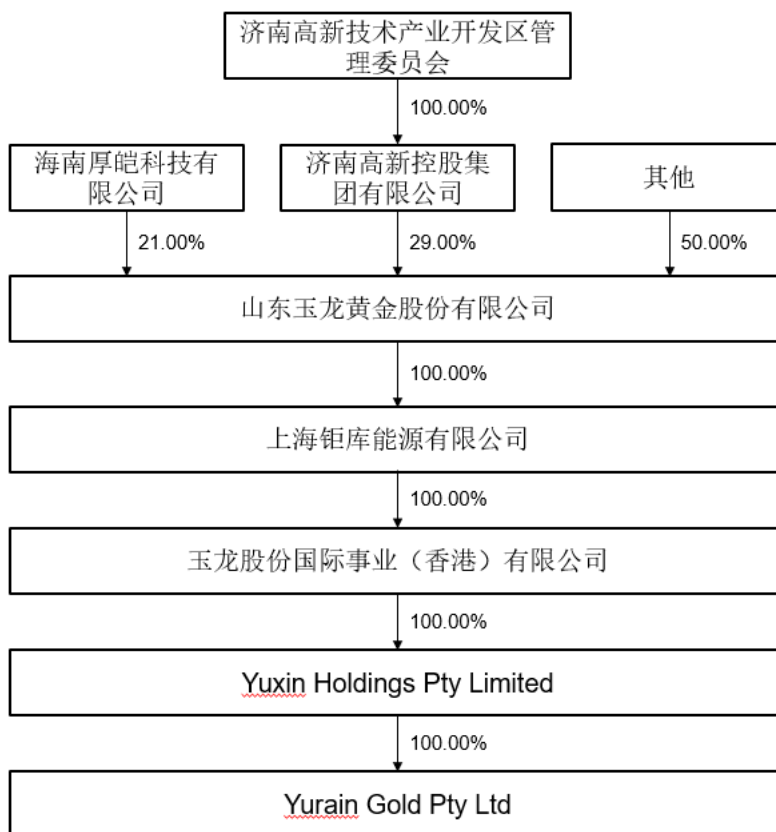 济南高新技术产业开发区管
理委员会
100.00%
海南厚皑科技有
限公司
济南高新控股集
团有限公司
其他
21.00%
29.00%
50.00%
山东玉龙黄金股份有限公司
100.00%
上海钜库能源有限公司
100.00%
玉龙股份国际事业（香港）有限公司
100.00%
Yuxin Holdings Pty Limited
100.00%
Yurain Gold Pty Ltd